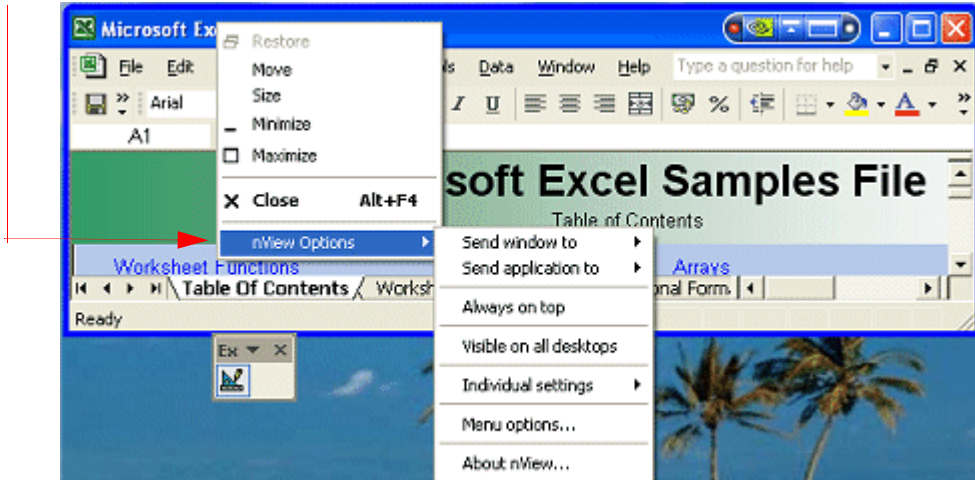 Microsoft Ex
Restore
Move
Size
Minimize
Maximize
Close Alt+F4
nView Options
File Edit ls Data Window Help Type a question for help
Arial I U %
A1
soft Excel Samples File
Table of Contents
Send window to
Send application to
Always on top
Visible on all desktops
Individual settings
Menu options...
About nView...
Worksheet Functions Arrays
Table Of Contents Worksh onal Form
Ready
Ex